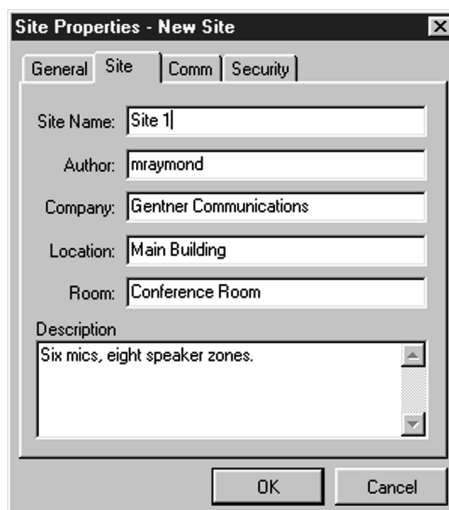 Site Properties - New Site
General Site Comm Security
Site Name: Site 1
Author: mraymond
Company: Gentner Communications
Location: Main Building
Room: Conference Room
Description
Six mics, eight speaker zones.
OK Cancel